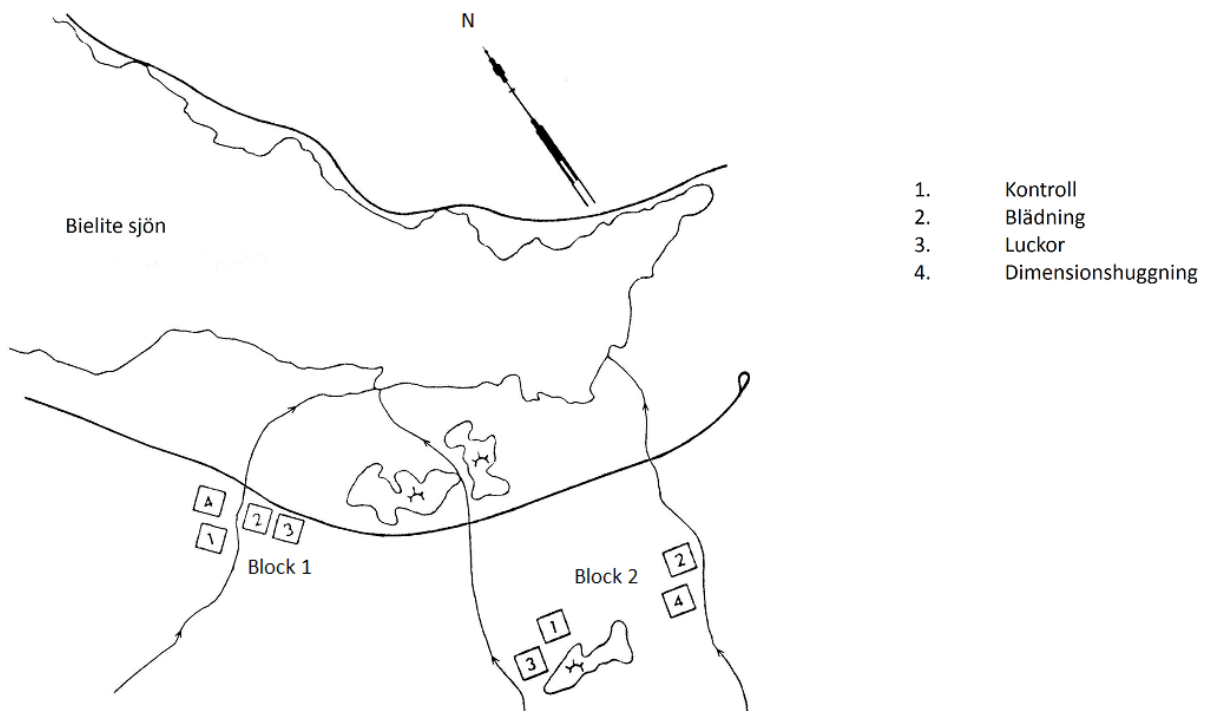 N
Bielite sjön
1. Kontroll
2. Blädning
3. Luckor
4. Dimensionshuggning
4
2 3
1
Block 1
Block 2
2
4
1
3